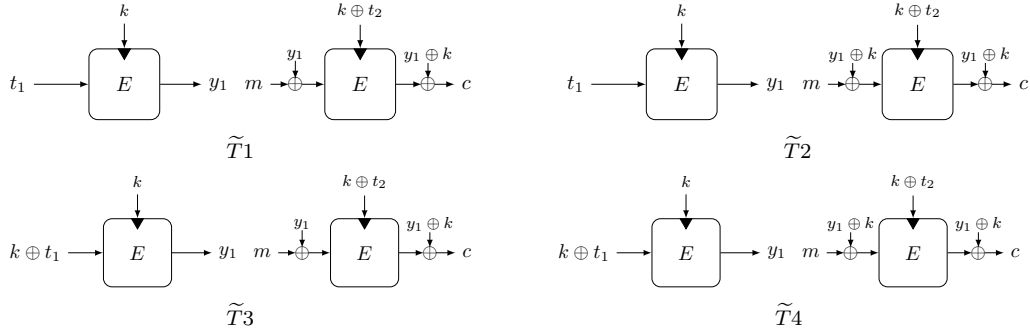 k k ⊕ t₂ k k ⊕ t₂
y₁ y₁ ⊕ k y₁ ⊕ k y₁ ⊕ k
t₁ E y₁ m E c t₁ E y₁ m E c
T̃1 T̃2
k k ⊕ t₂ k k ⊕ t₂
y₁ y₁ ⊕ k y₁ ⊕ k y₁ ⊕ k
k ⊕ t₁ E y₁ m E c k ⊕ t₁ E y₁ m E c
T̃3 T̃4